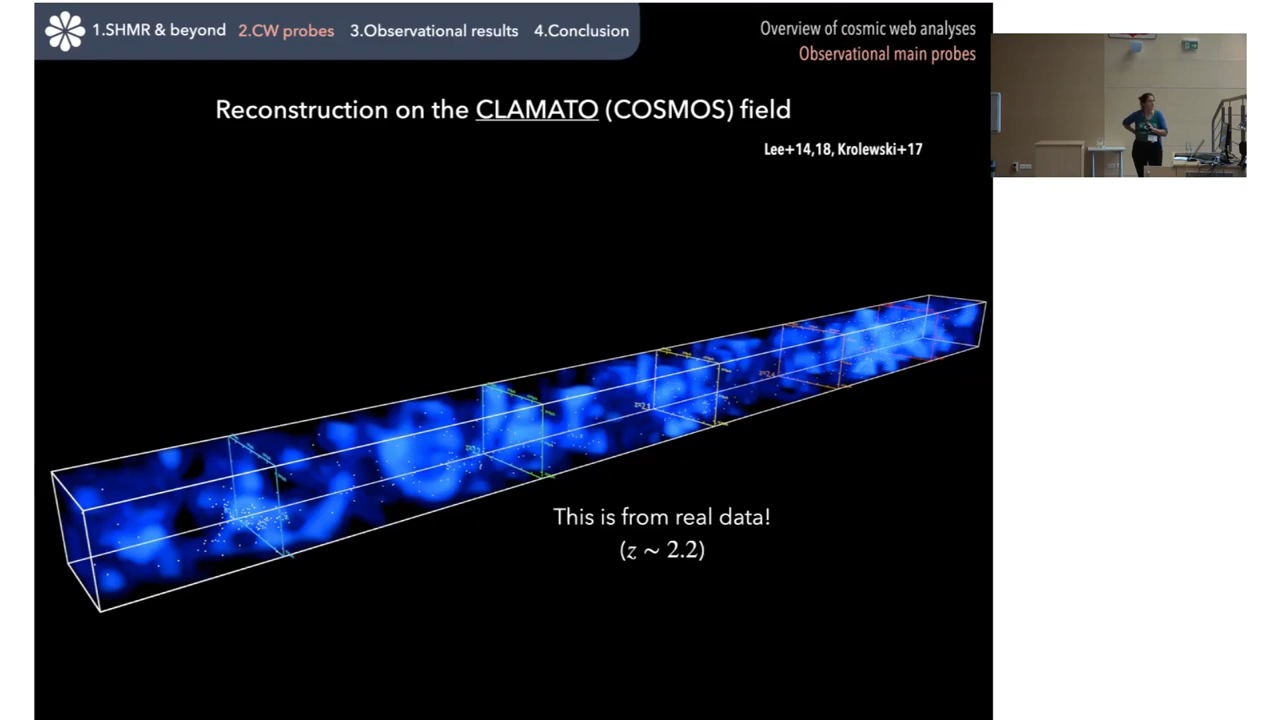 1.SHMR & beyond 2.CW probes 3.Observational results 4.Conclusion
Overview of cosmic web analyses
Observational main probes
Reconstruction on the CLAMATO (COSMOS) field
Lee+14,18, Krolewski+17
This is from real data!
(z ~ 2.2)